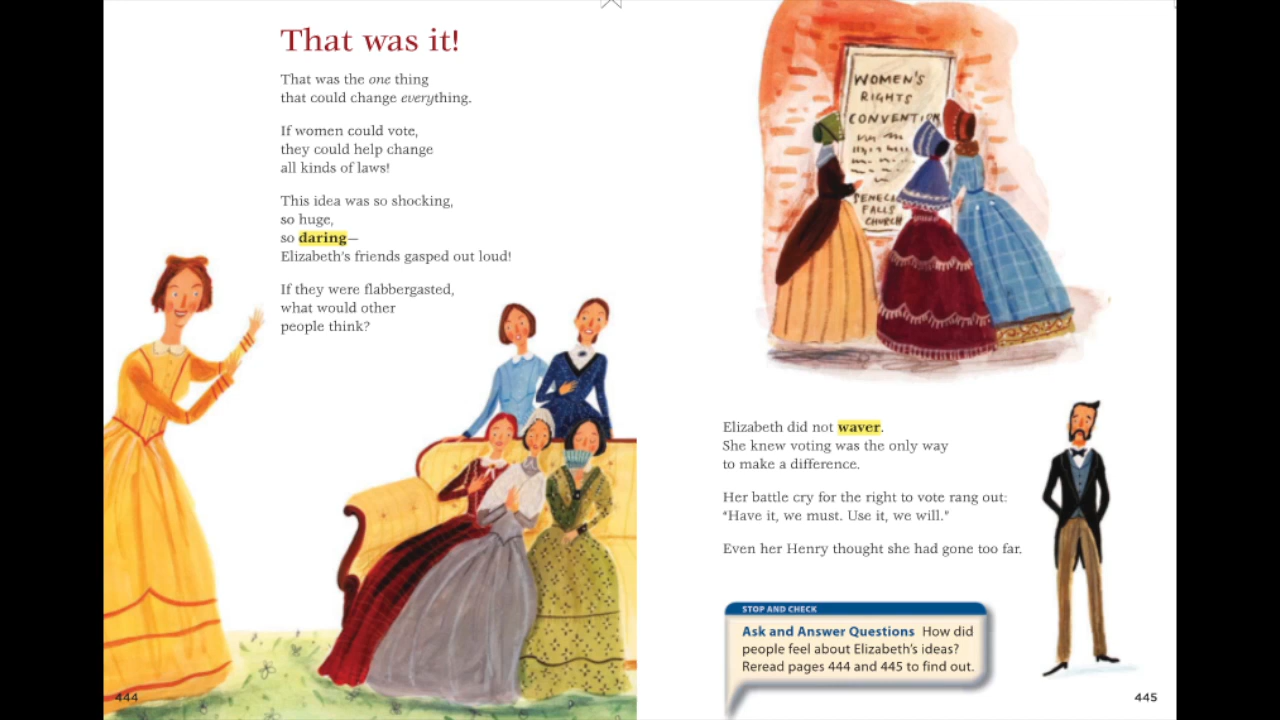 That was it!
That was the one thing
that could change everything.
If women could vote,
they could help change
all kinds of laws!
This idea was so shocking,
so huge,
so daring—
Elizabeth's friends gasped out loud!
If they were flabbergasted,
what would other
people think?
444
WOMEN'S
RIGHTS
CONVENTION
SENECA
FALLS
CHURCH
Elizabeth did not waver.
She knew voting was the only way
to make a difference.
Her battle cry for the right to vote rang out:
"Have it, we must. Use it, we will."
Even her Henry thought she had gone too far.
STOP AND CHECK
Ask and Answer Questions How did
people feel about Elizabeth's ideas?
Reread pages 444 and 445 to find out.
445